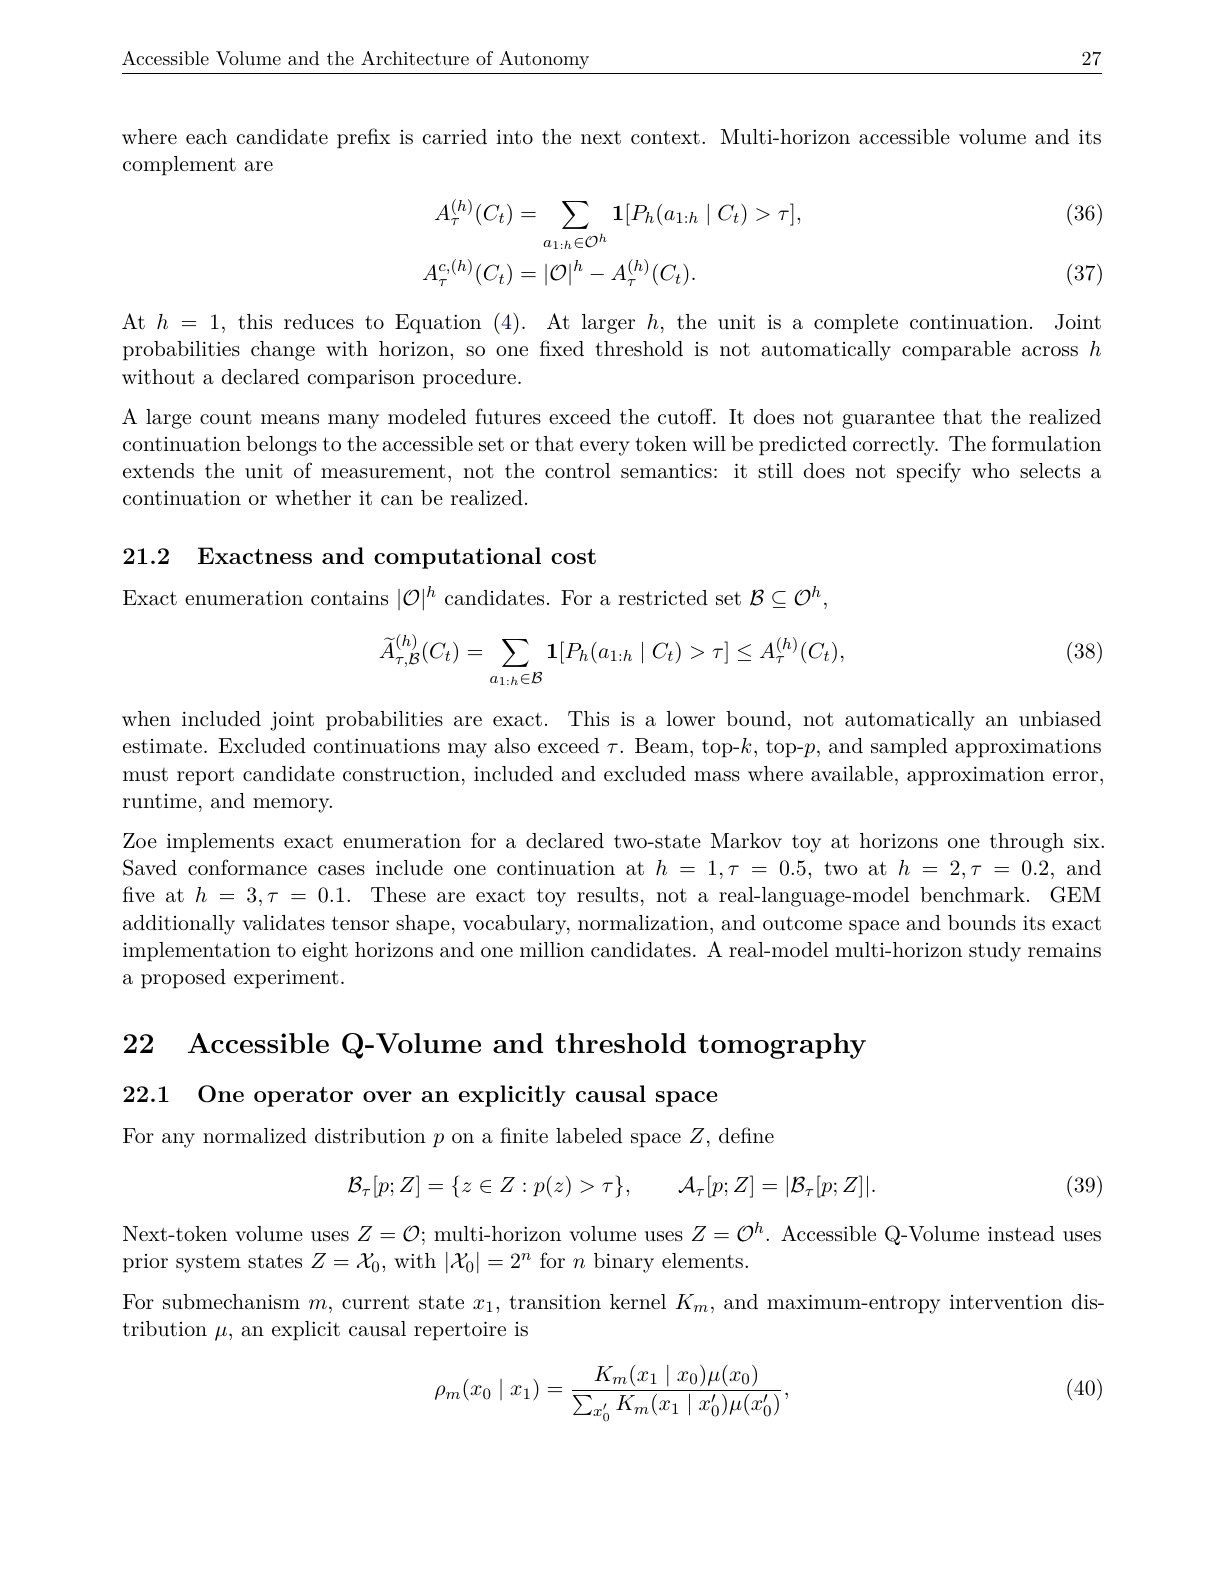 Accessible Volume and the Architecture of Autonomy 27
where each candidate prefix is carried into the next context. Multi-horizon accessible volume and its
complement are
A_τ^{(h)}(C_t) = ∑_{a_{1:h}∈𝒪^h} 𝟏[P_h(a_{1:h} | C_t) > τ], (36)
A_τ^{c,(h)}(C_t) = |𝒪|^h − A_τ^{(h)}(C_t). (37)
At h = 1, this reduces to Equation (4). At larger h, the unit is a complete continuation. Joint
probabilities change with horizon, so one fixed threshold is not automatically comparable across h
without a declared comparison procedure.
A large count means many modeled futures exceed the cutoff. It does not guarantee that the realized
continuation belongs to the accessible set or that every token will be predicted correctly. The formulation
extends the unit of measurement, not the control semantics: it still does not specify who selects a
continuation or whether it can be realized.
21.2 Exactness and computational cost
Exact enumeration contains |𝒪|^h candidates. For a restricted set ℬ ⊆ 𝒪^h,
Ã_{τ,ℬ}^{(h)}(C_t) = ∑_{a_{1:h}∈ℬ} 𝟏[P_h(a_{1:h} | C_t) > τ] ≤ A_τ^{(h)}(C_t), (38)
when included joint probabilities are exact. This is a lower bound, not automatically an unbiased
estimate. Excluded continuations may also exceed τ. Beam, top-k, top-p, and sampled approximations
must report candidate construction, included and excluded mass where available, approximation error,
runtime, and memory.
Zoe implements exact enumeration for a declared two-state Markov toy at horizons one through six.
Saved conformance cases include one continuation at h = 1, τ = 0.5, two at h = 2, τ = 0.2, and
five at h = 3, τ = 0.1. These are exact toy results, not a real-language-model benchmark. GEM
additionally validates tensor shape, vocabulary, normalization, and outcome space and bounds its exact
implementation to eight horizons and one million candidates. A real-model multi-horizon study remains
a proposed experiment.
22 Accessible Q-Volume and threshold tomography
22.1 One operator over an explicitly causal space
For any normalized distribution p on a finite labeled space Z, define
ℬ_τ[p; Z] = {z ∈ Z : p(z) > τ}, 𝒜_τ[p; Z] = |ℬ_τ[p; Z]|. (39)
Next-token volume uses Z = 𝒪; multi-horizon volume uses Z = 𝒪^h. Accessible Q-Volume instead uses
prior system states Z = 𝒳_0, with |𝒳_0| = 2^n for n binary elements.
For submechanism m, current state x_1, transition kernel K_m, and maximum-entropy intervention dis-
tribution μ, an explicit causal repertoire is
ρ_m(x_0 | x_1) = K_m(x_1 | x_0)μ(x_0) / ∑_{x'_0} K_m(x_1 | x'_0)μ(x'_0), (40)